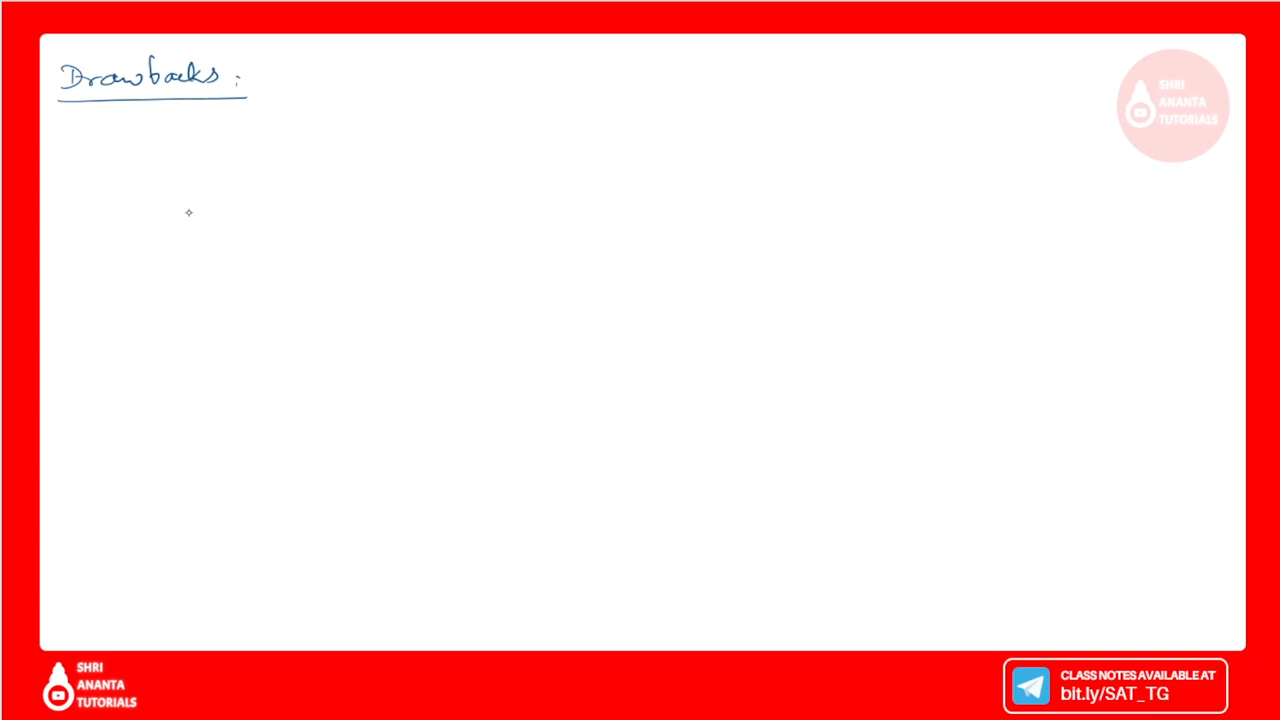 Drawbacks :
SHRI
ANANTA
TUTORIALS
SHRI
ANANTA
TUTORIALS
CLASS NOTES AVAILABLE AT
bit.ly/SAT_TG